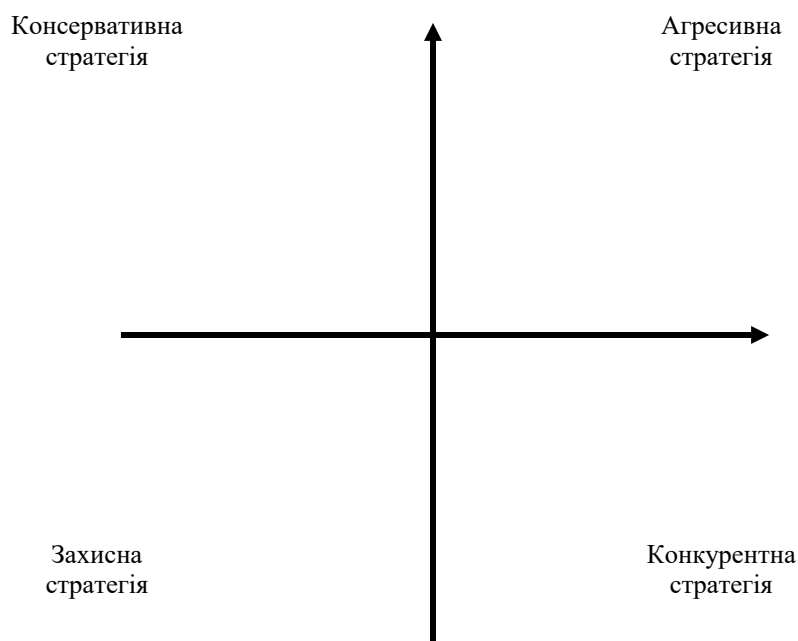 Консервативна
стратегія
Агресивна
стратегія
Захисна
стратегія
Конкурентна
стратегія